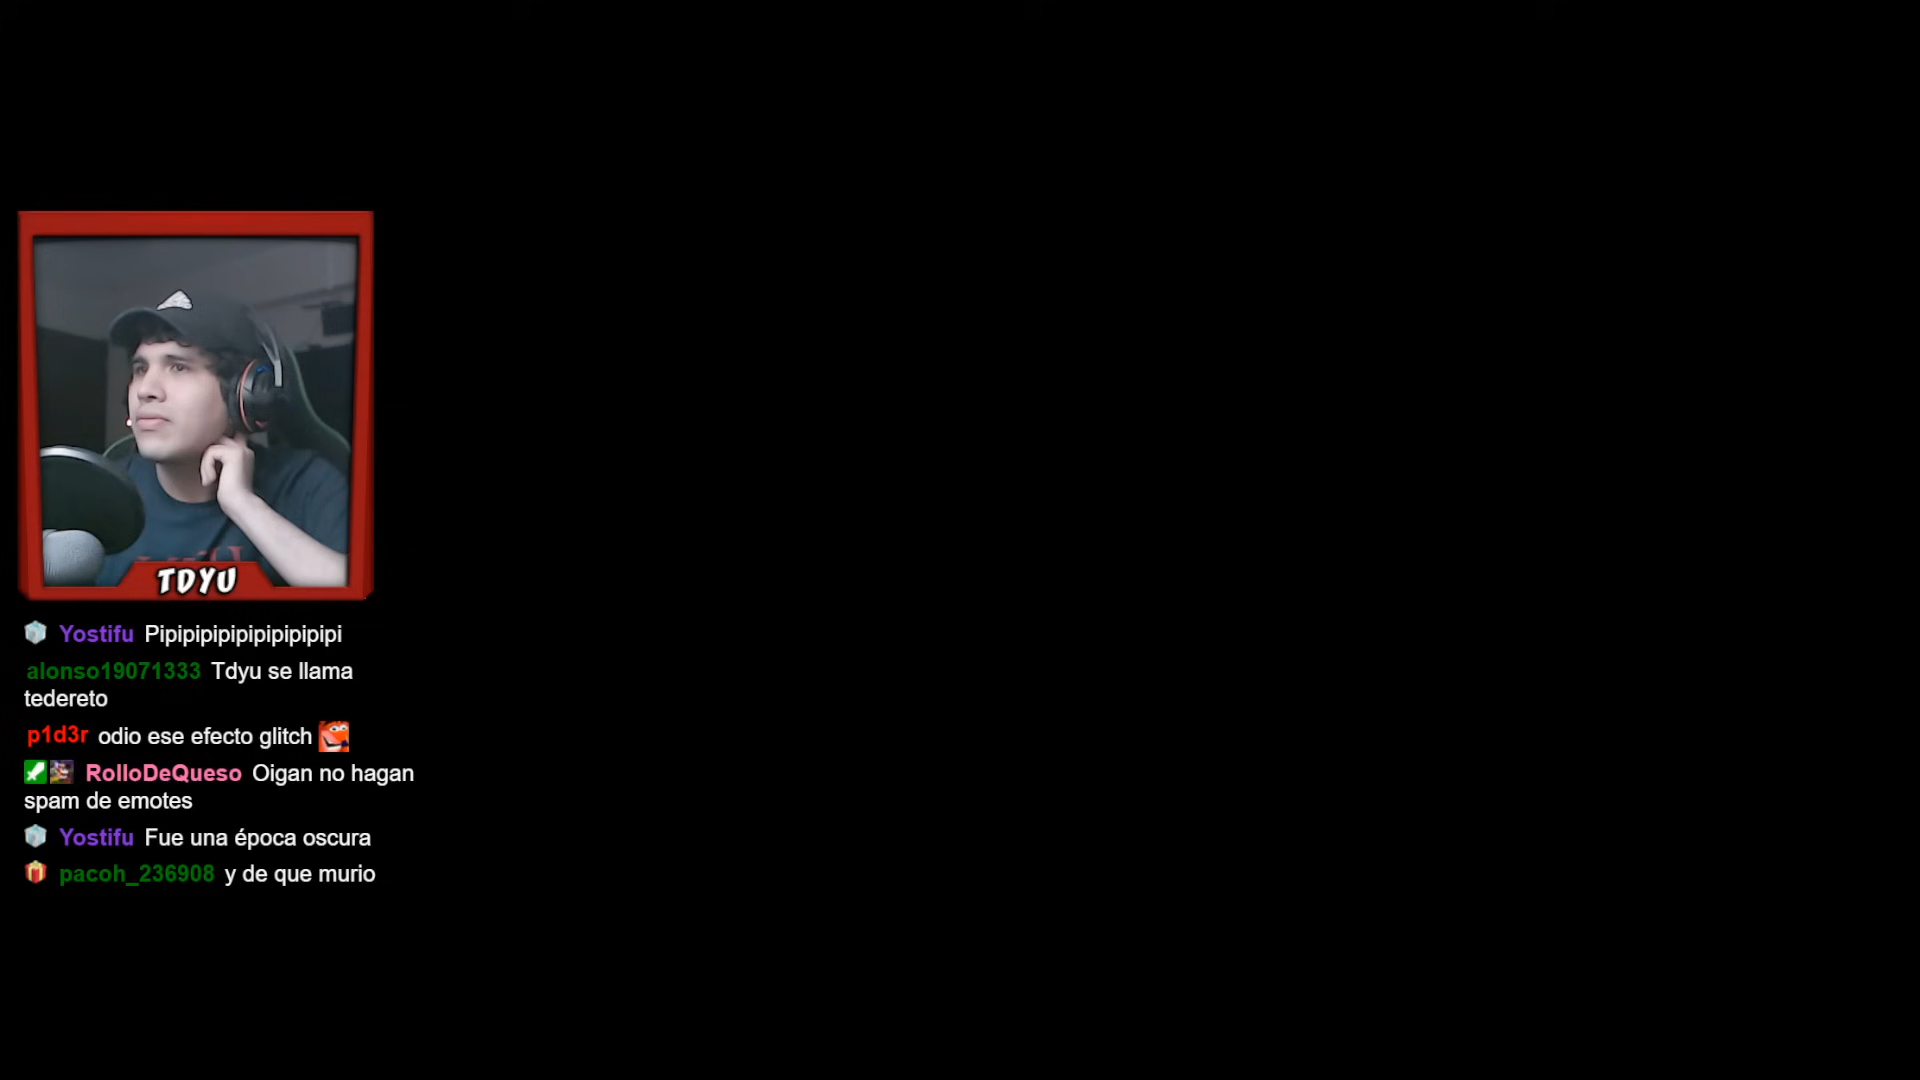 TDYU
Yostifu Pipipipipipipipipipi
alonso19071333 Tdyu se llama
tedereto
p1d3r odio ese efecto glitch
RolloDeQueso Oigan no hagan
spam de emotes
Yostifu Fue una época oscura
pacoh_236908 y de que murio